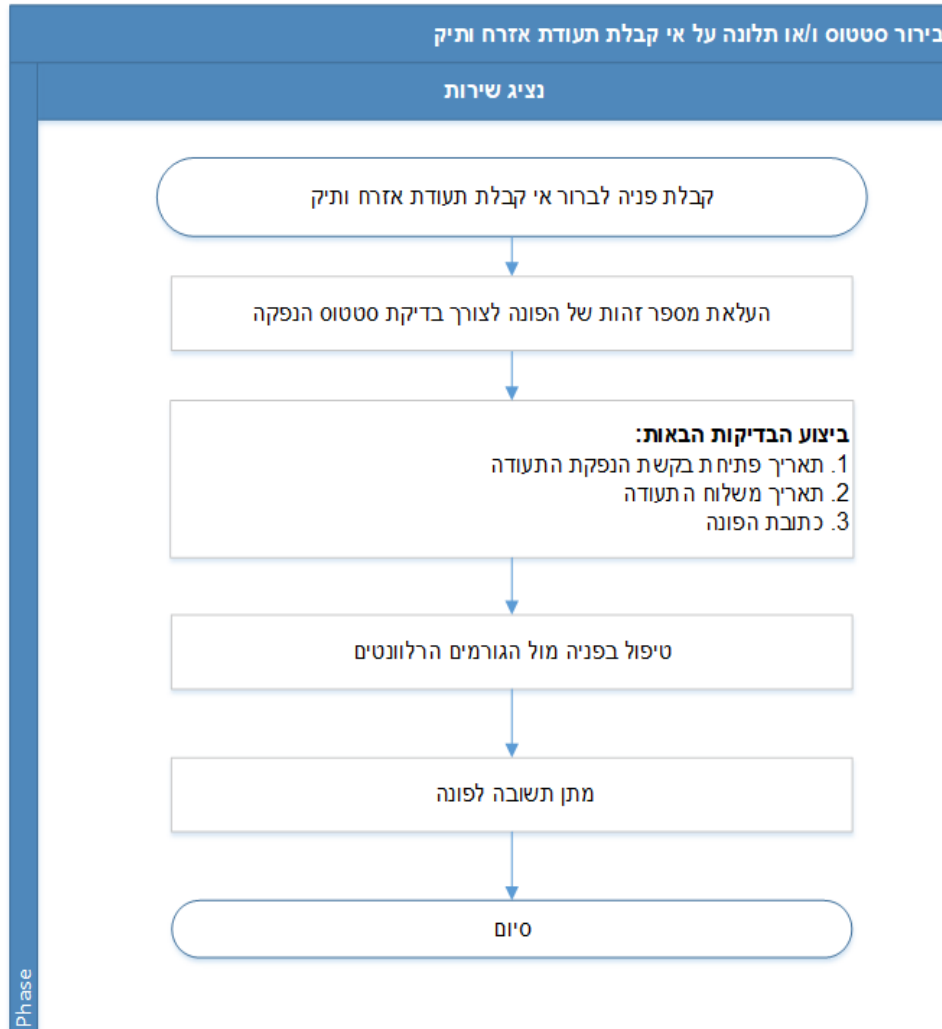 בירור סטטוס ו/או תלונה על אי קבלת תעודת אזרח ותיק
נציג שירות
קבלת פניה לברור אי קבלת תעודת אזרח ותיק
העלאת מספר זהות של הפונה לצורך בדיקת סטטוס הנפקה
ביצוע הבדיקות הבאות:
1. תאריך פתיחת בקשת הנפקת התעודה
2. תאריך משלוח התעודה
3. כתובת הפונה
טיפול בפניה מול הגורמים הרלוונטים
מתן תשובה לפונה
סיום
Phase